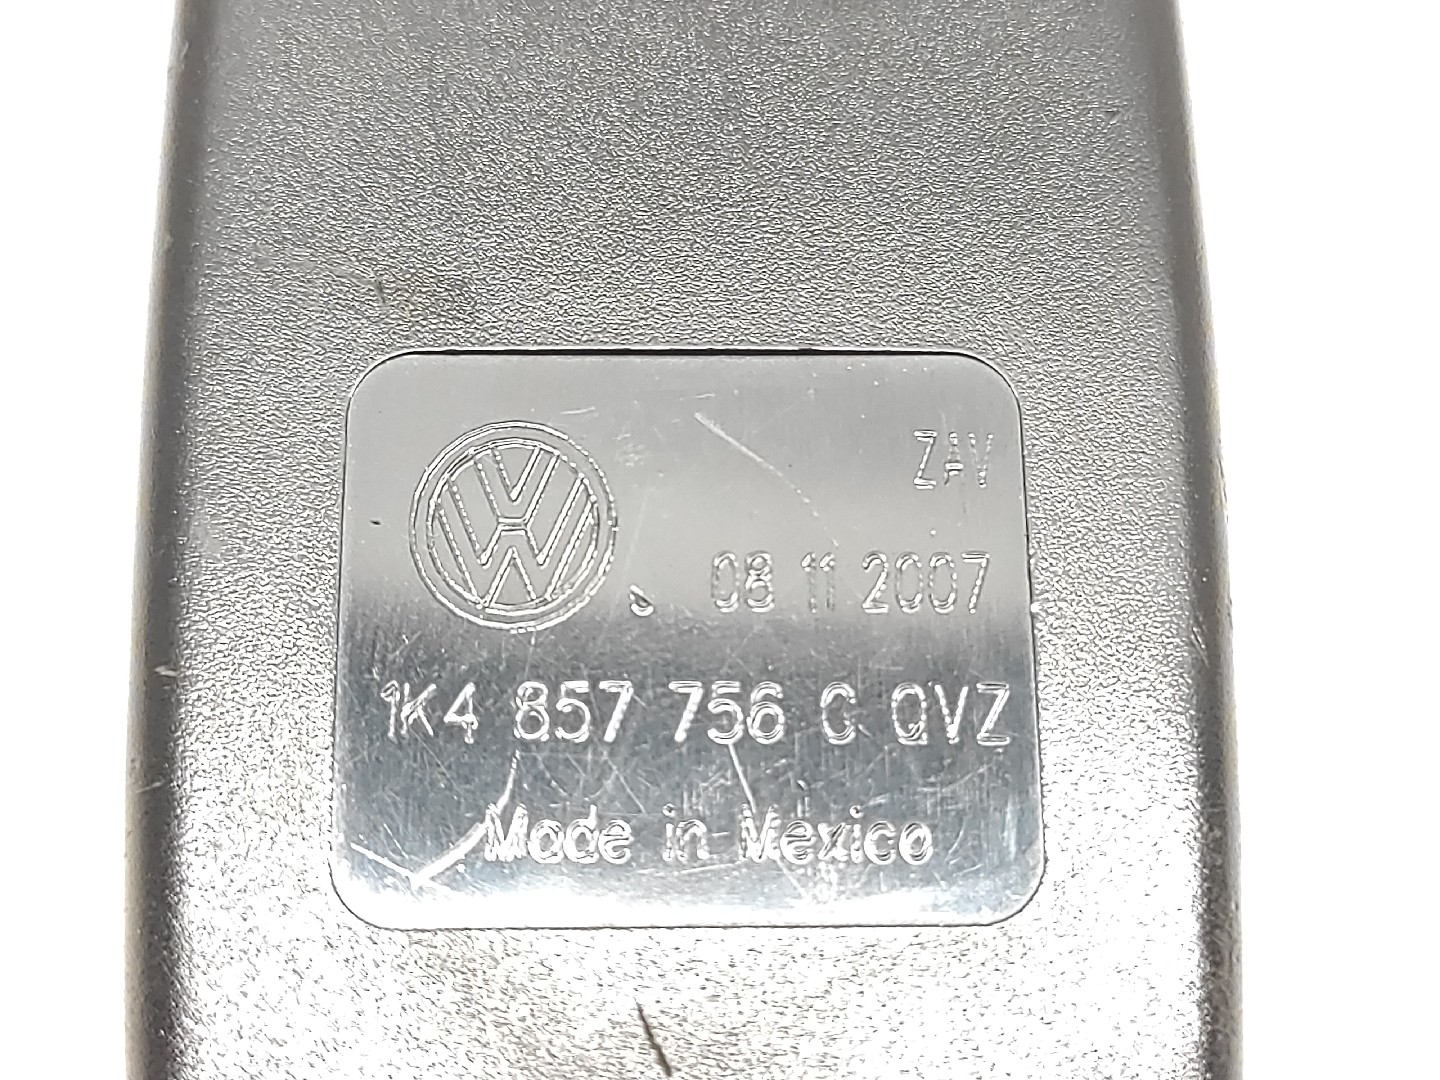 ZAV
08 11 2007
1K4 857 756 C QVZ
Made in Mexico